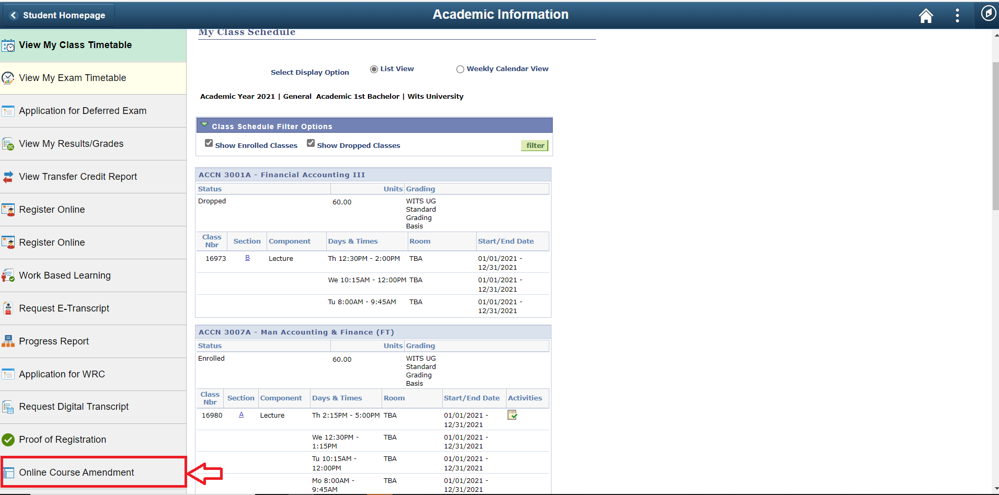 Student Homepage
Academic Information
View My Class Timetable
View My Exam Timetable
Application for Deferred Exam
View My Results/Grades
View Transfer Credit Report
Register Online
Register Online
Work Based Learning
Request E-Transcript
Progress Report
Application for WRC
Request Digital Transcript
Proof of Registration
Online Course Amendment
My Class Schedule
Select Display Option
List View
Weekly Calendar View
Academic Year 2021 | General Academic 1st Bachelor | Wits University
Class Schedule Filter Options
Show Enrolled Classes
Show Dropped Classes
filter
ACCN 3001A - Financial Accounting III
Status Units Grading
Dropped 60.00 WITS UG
Standard
Grading
Basis
Class
Nbr
Section Component Days & Times Room Start/End Date
16973 B Lecture Th 12:30PM - 2:00PM TBA 01/01/2021 -
12/31/2021
We 10:15AM - 12:00PM TBA 01/01/2021 -
12/31/2021
Tu 8:00AM - 9:45AM TBA 01/01/2021 -
12/31/2021
ACCN 3007A - Man Accounting & Finance (FT)
Status Units Grading
Enrolled 60.00 WITS UG
Standard
Grading
Basis
Class
Nbr
Section Component Days & Times Room Start/End Date Activities
16980 A Lecture Th 2:15PM - 5:00PM TBA 01/01/2021 -
12/31/2021
We 12:30PM - TBA 01/01/2021 -
1:15PM 12/31/2021
Tu 10:15AM - TBA 01/01/2021 -
12:00PM 12/31/2021
Mo 8:00AM - TBA 01/01/2021 -
9:45AM 12/31/2021